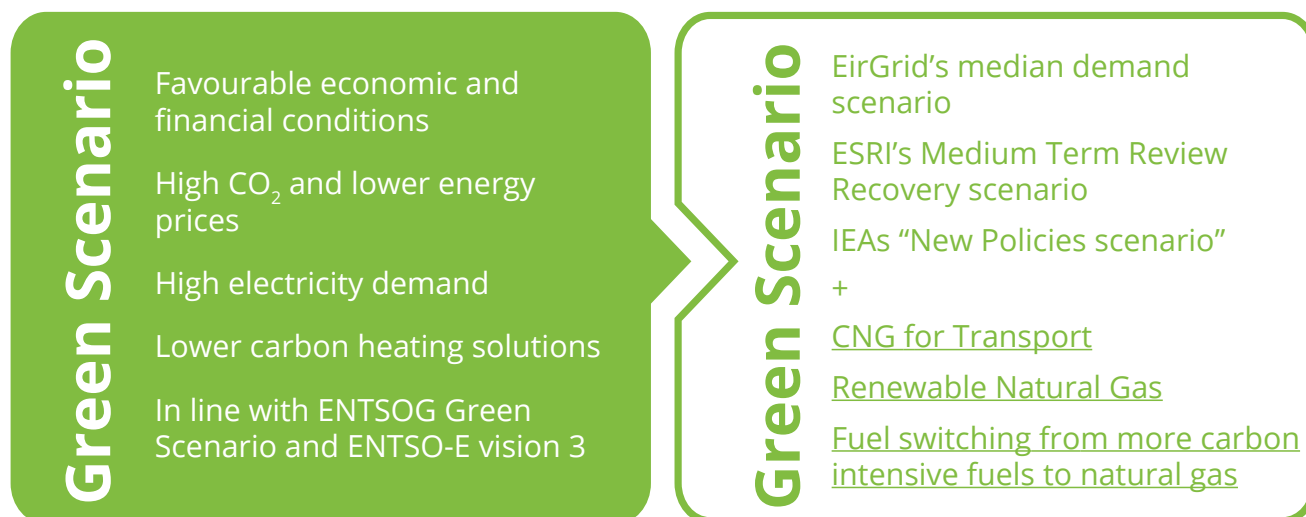 Green Scenario
Favourable economic and
financial conditions
High CO₂ and lower energy
prices
High electricity demand
Lower carbon heating solutions
In line with ENTSOG Green
Scenario and ENTSO-E vision 3
Green Scenario
EirGrid’s median demand
scenario
ESRI’s Medium Term Review
Recovery scenario
IEAs “New Policies scenario”
+
CNG for Transport
Renewable Natural Gas
Fuel switching from more carbon
intensive fuels to natural gas